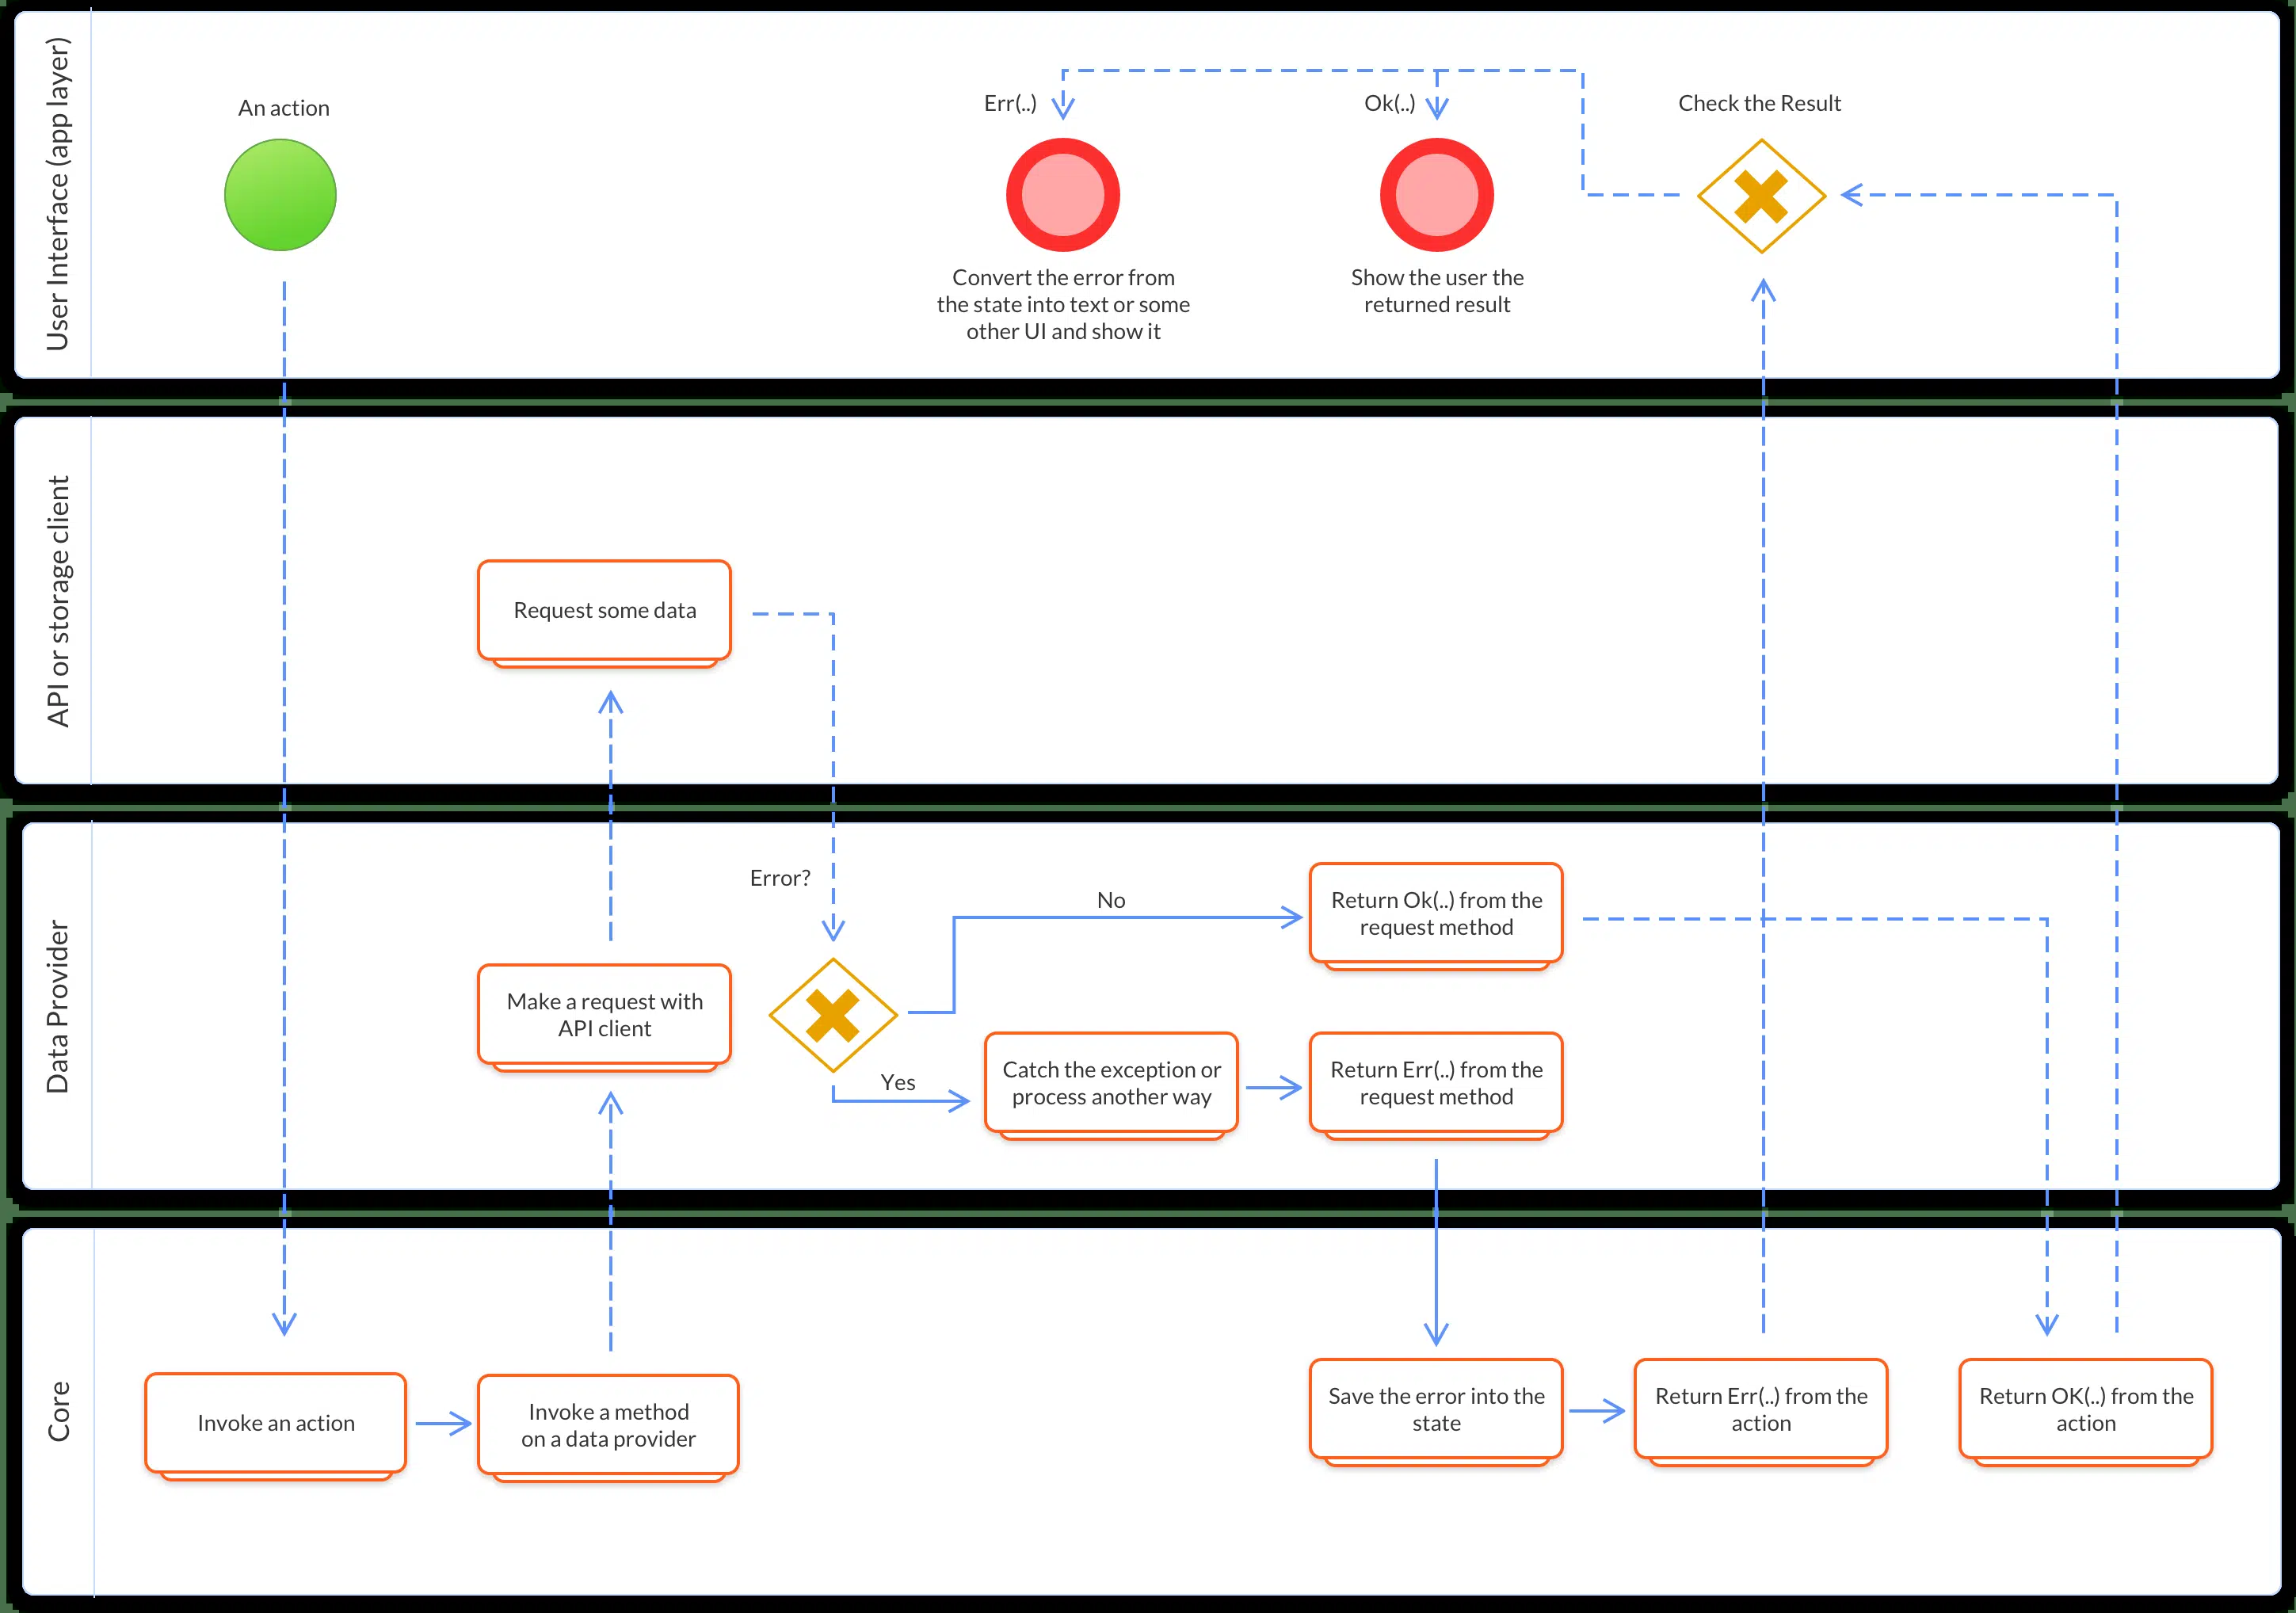 User Interface (app layer)
An action
Err(..)
Ok(..)
Check the Result
Convert the error from
the state into text or some
other UI and show it
Show the user the
returned result
API or storage client
Request some data
Data Provider
Error?
No
Return Ok(..) from the
request method
Make a request with
API client
Yes
Catch the exception or
process another way
Return Err(..) from the
request method
Core
Invoke an action
Invoke a method
on a data provider
Save the error into the
state
Return Err(..) from the
action
Return OK(..) from the
action